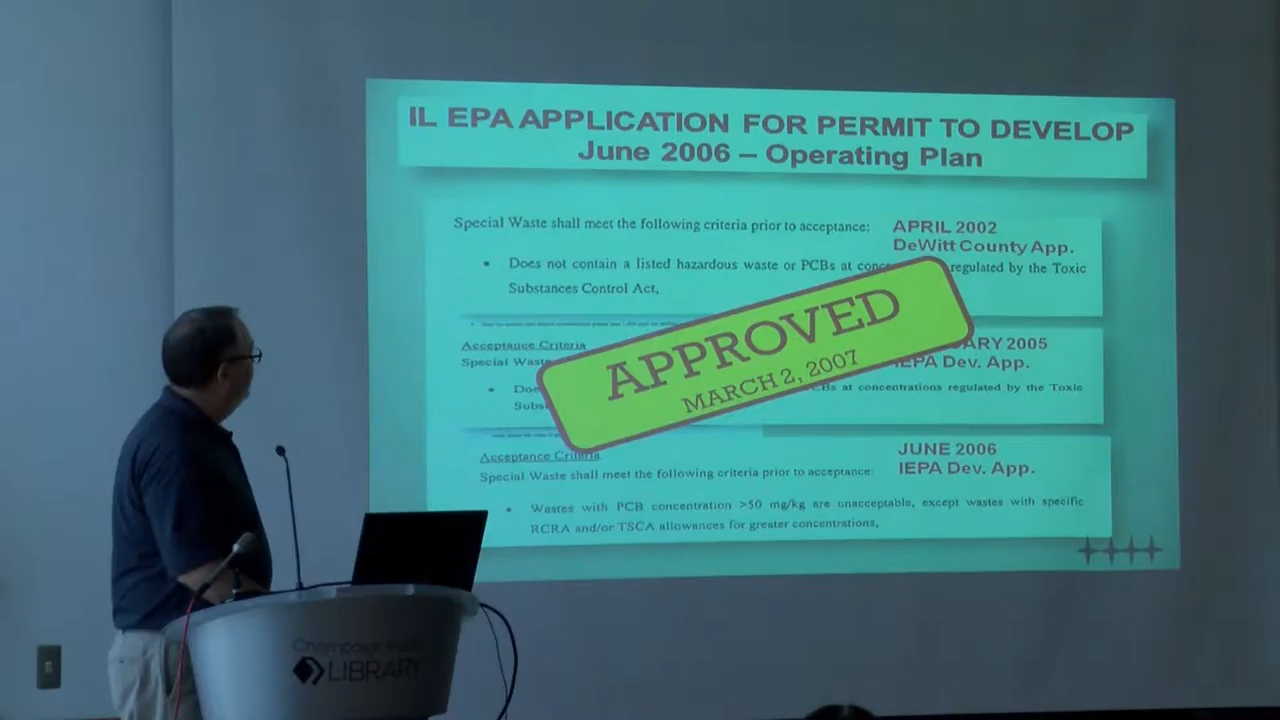 IL EPA APPLICATION FOR PERMIT TO DEVELOP
June 2006 – Operating Plan
Special Waste shall meet the following criteria prior to acceptance:
APRIL 2002
DeWitt County App.
• Does not contain a listed hazardous waste or PCBs at regulated by the Toxic
Substances Control Act,
APPROVED
MARCH 2, 2007
Acceptance Criteria
Special Waste
ARY 2005
IEPA Dev. App.
• at concentrations regulated by the Toxic
Acceptance Criteria
Special Waste shall meet the following criteria prior to acceptance:
JUNE 2006
IEPA Dev. App.
• Wastes with PCB concentration >50 mg/kg are unacceptable, except wastes with specific
RCRA and/or TSCA allowances for greater concentrations,
Champaign
LIBRARY